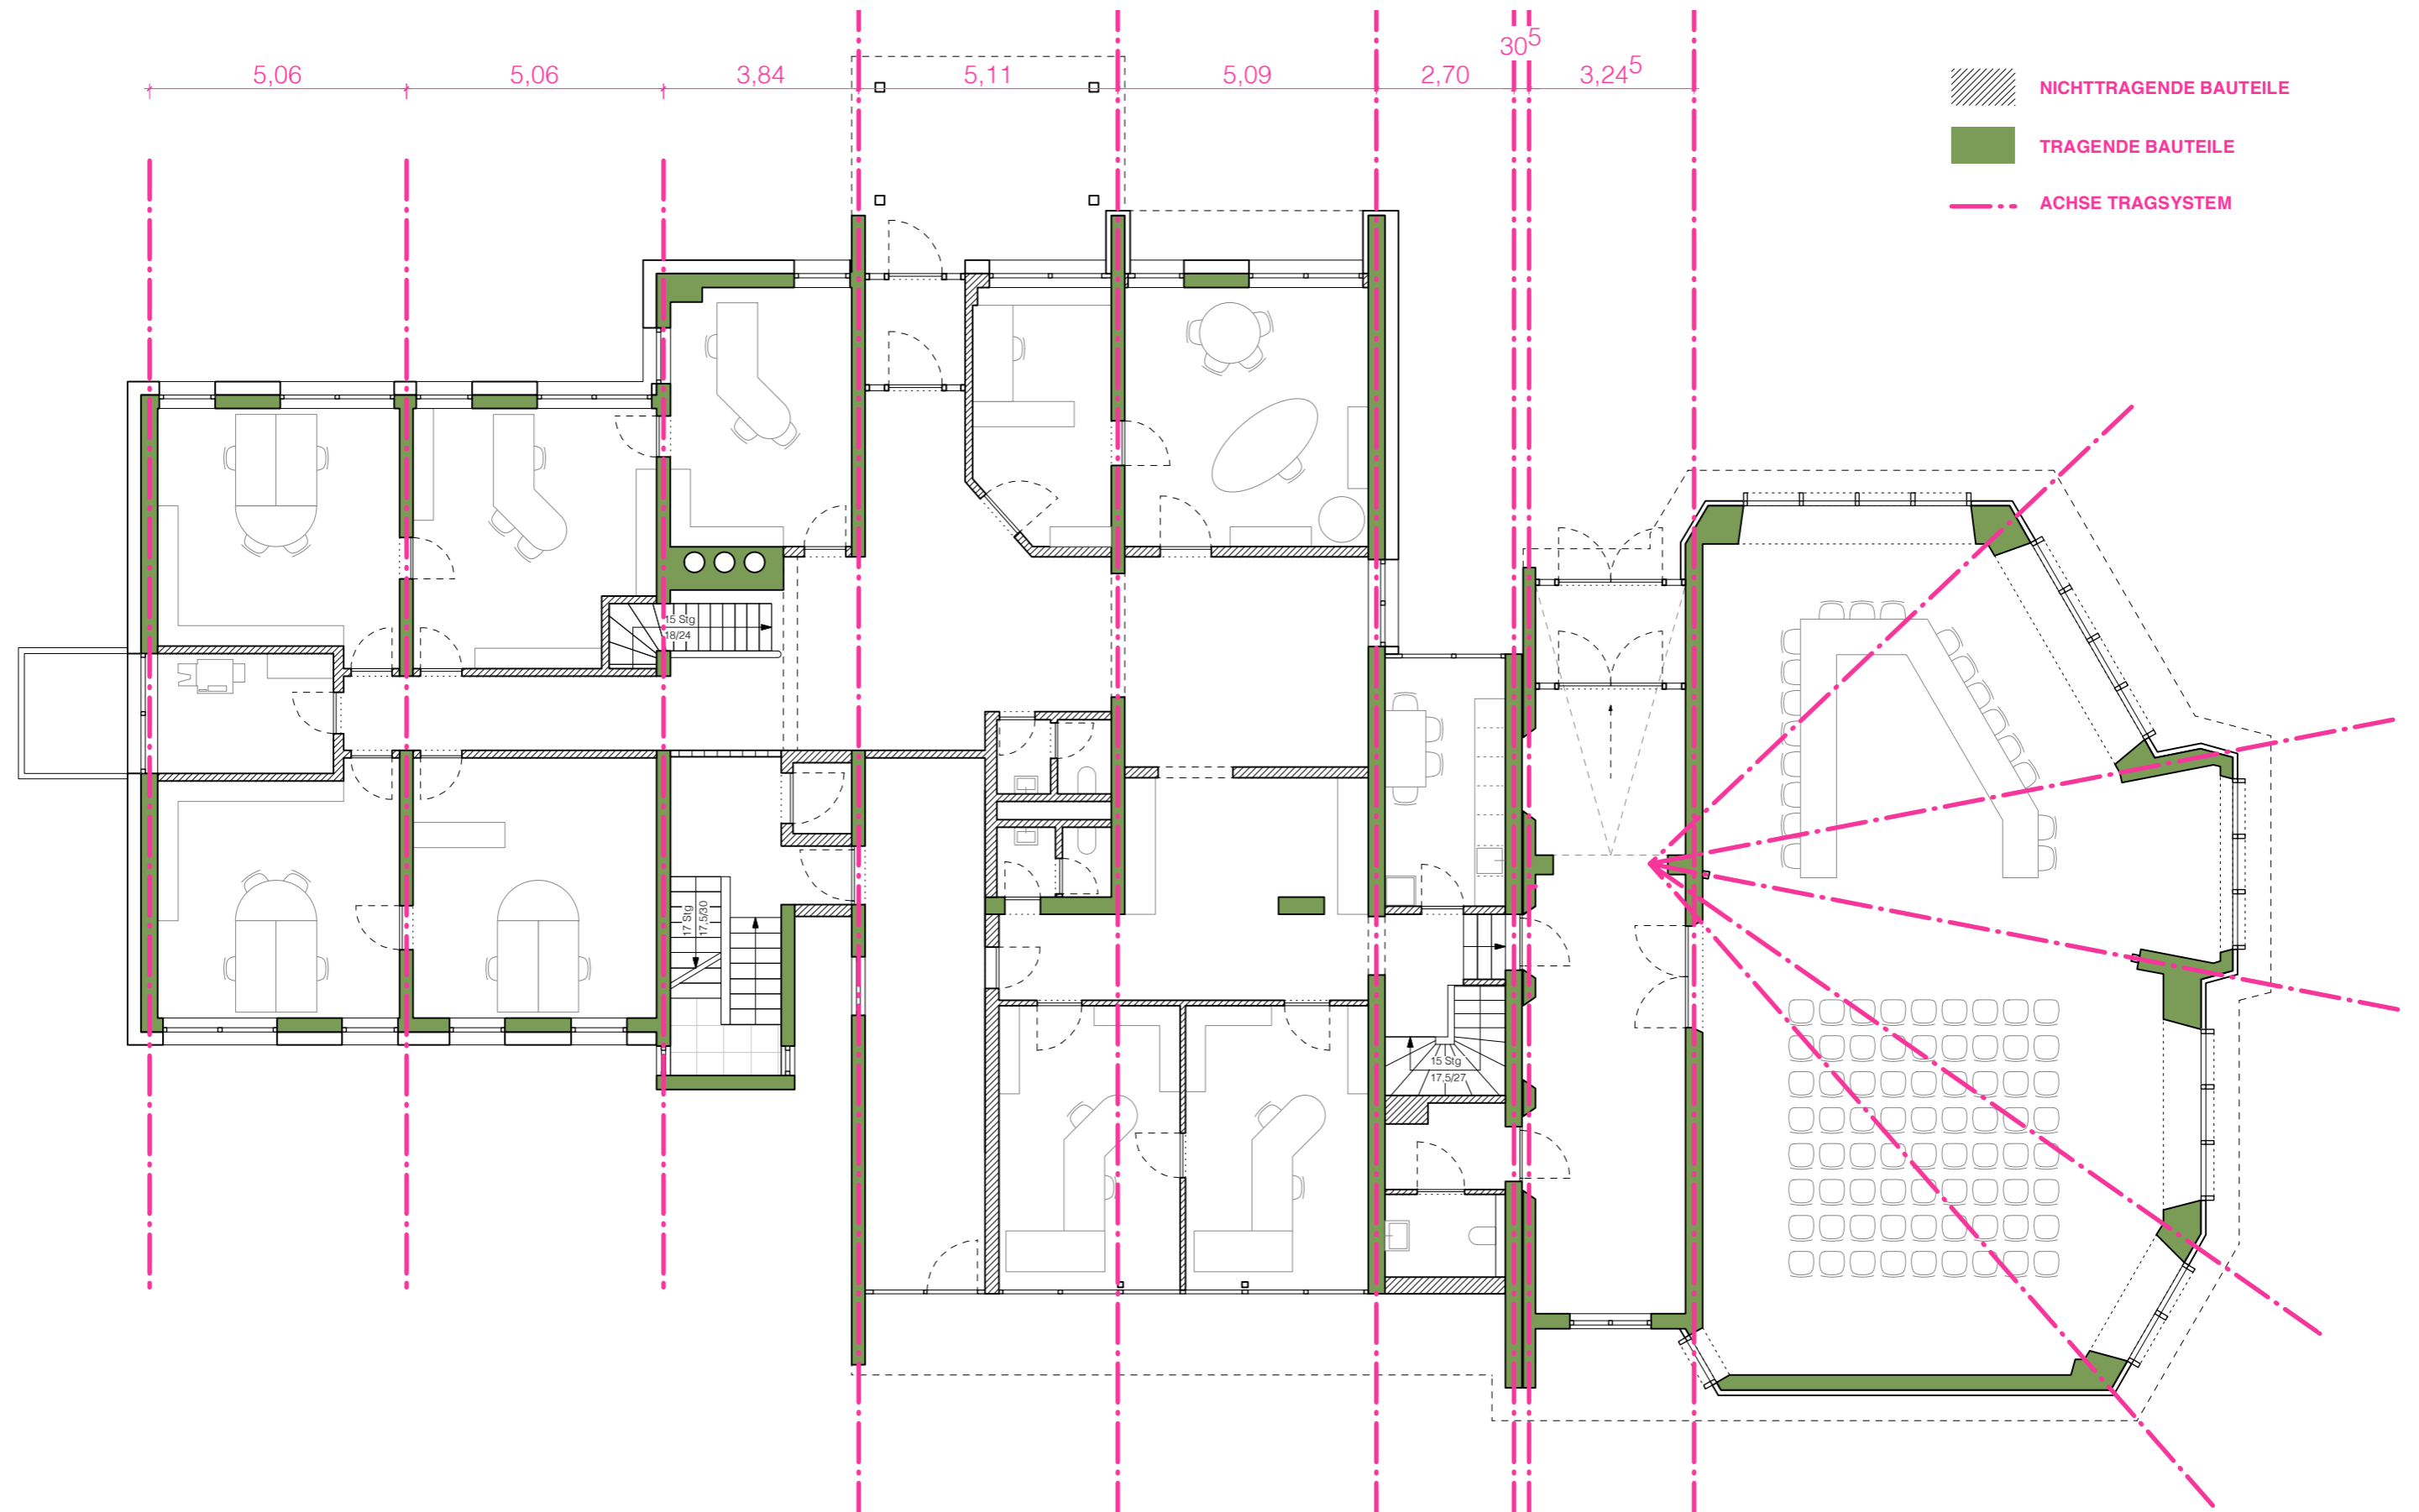 5,06
5,06
3,84
5,11
5,09
2,70
30⁵
3,24⁵
NICHTTRAGENDE BAUTEILE
TRAGENDE BAUTEILE
ACHSE TRAGSYSTEM
15 Stg
18/24
17 Stg
17,5/30
15 Stg
17,5/27